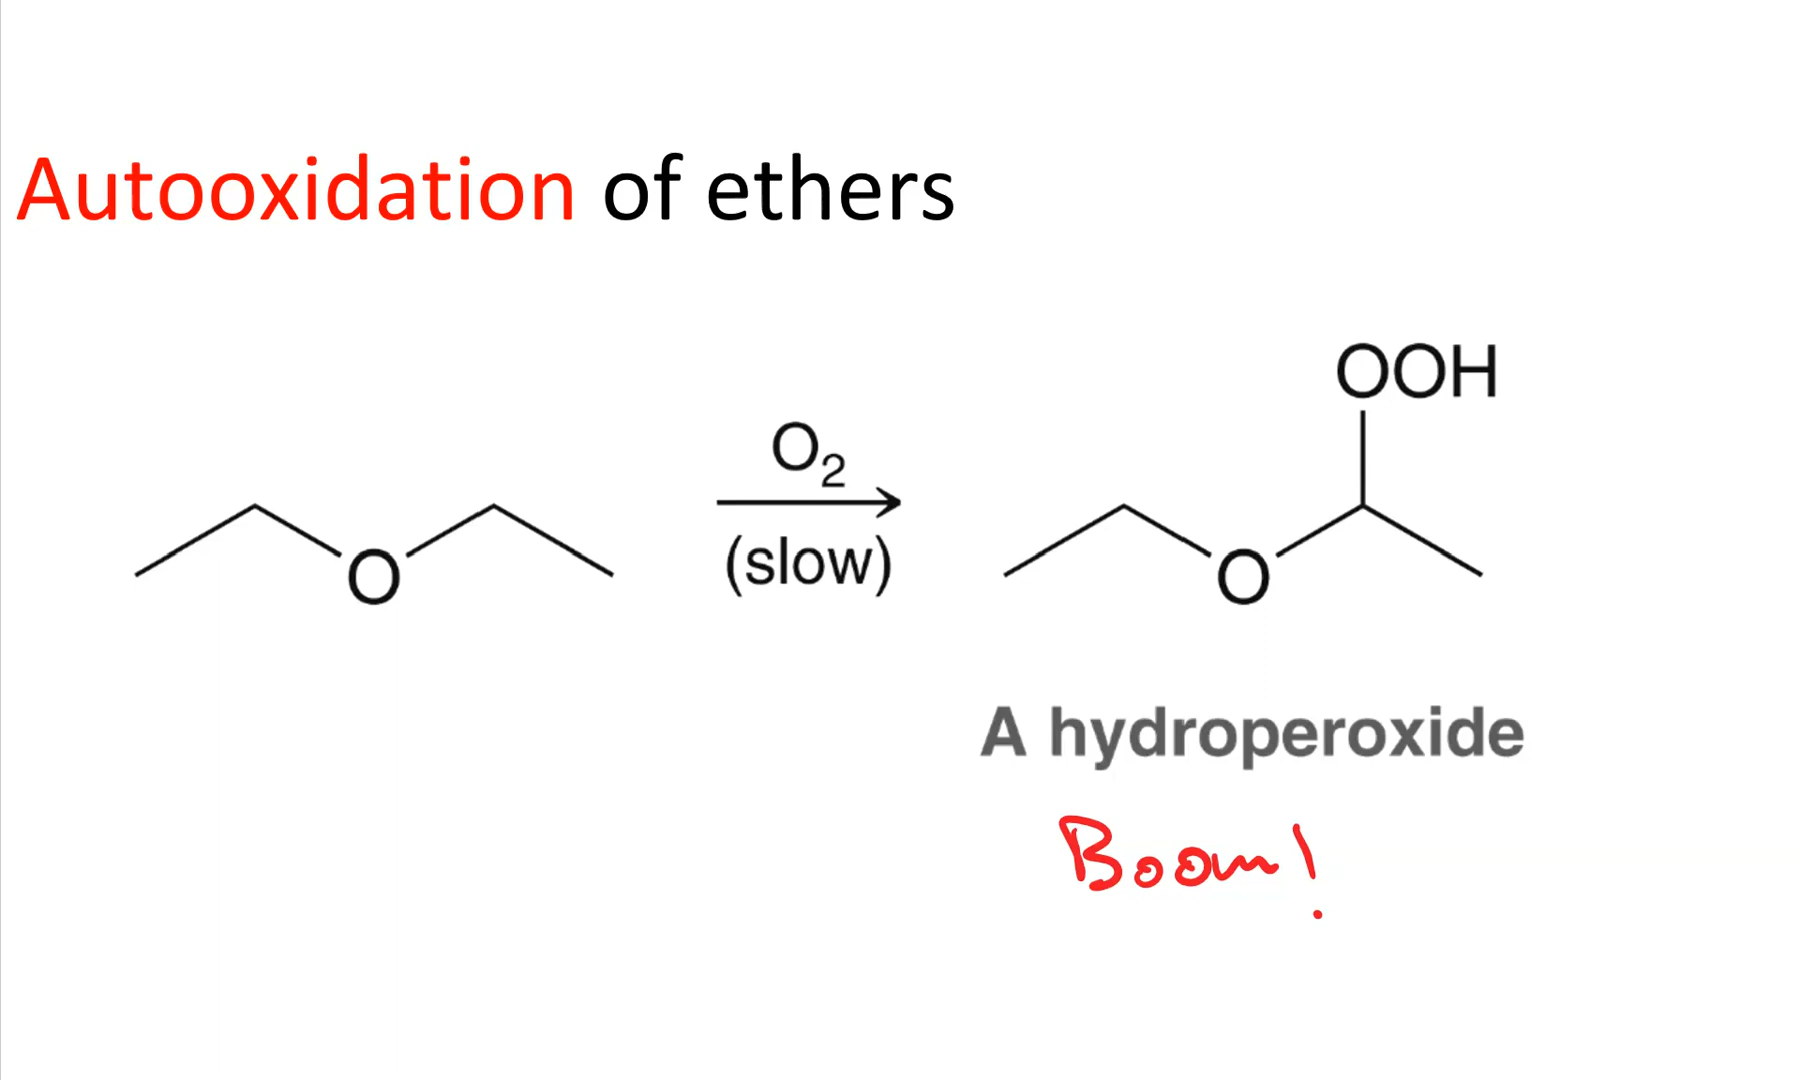 Autooxidation of ethers
OOH
O₂
(slow)
O
O
A hydroperoxide
Boom!